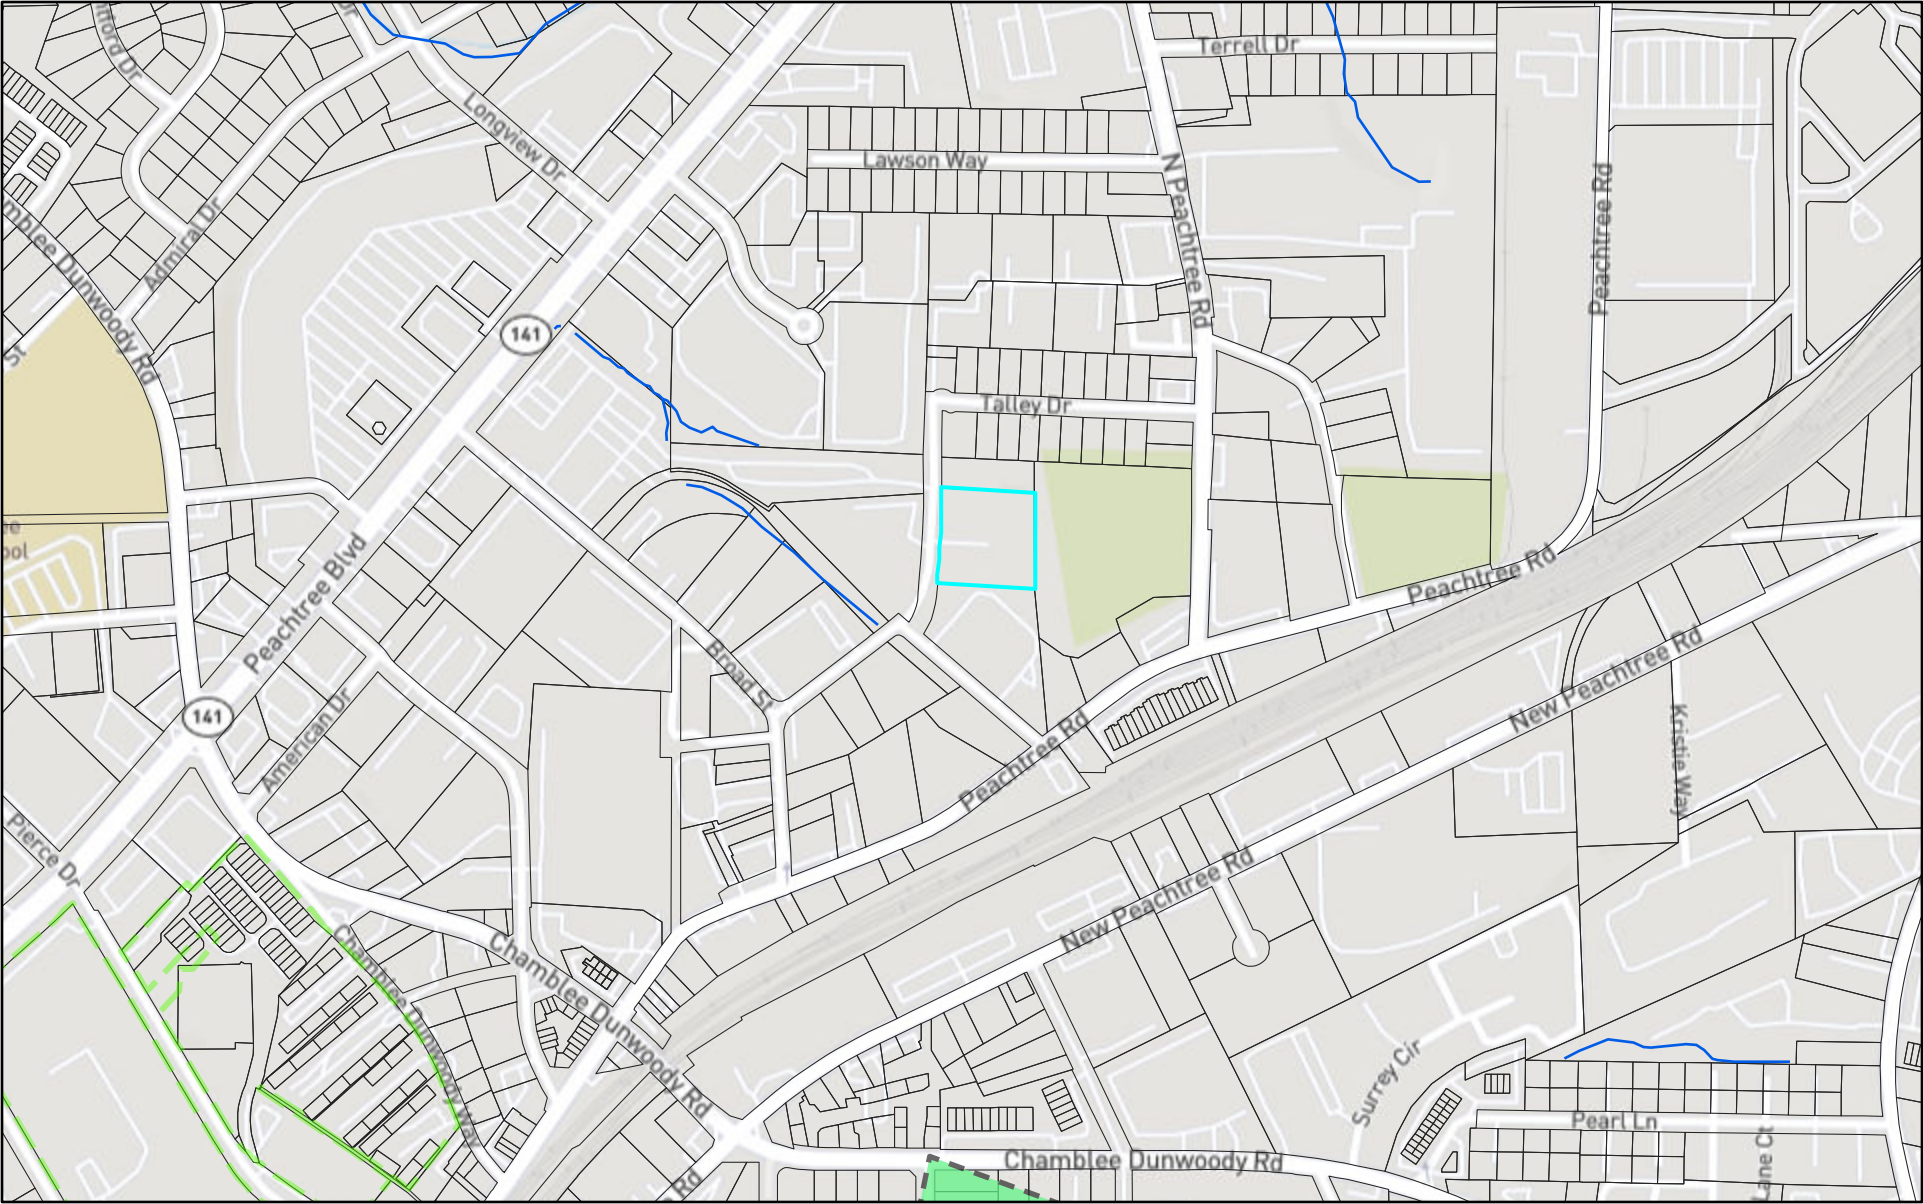 Terrell Dr
Longview Dr
Lawson Way
N Peachtree Rd
Peachtree Rd
Admiral Dr
Dunwoody Rd
St
141
Talley Dr
Peachtree Blvd
Peachtree Rd
Broad St
New Peachtree Rd
141
American Dr
Kristie Way
Peachtree Rd
Pierce Dr
New Peachtree Rd
Chamblee Dunwoody Way
Chamblee Dunwoody Rd
Surrey Cir
Pearl Ln
Chamblee Dunwoody Rd
Lane Ct
Rd